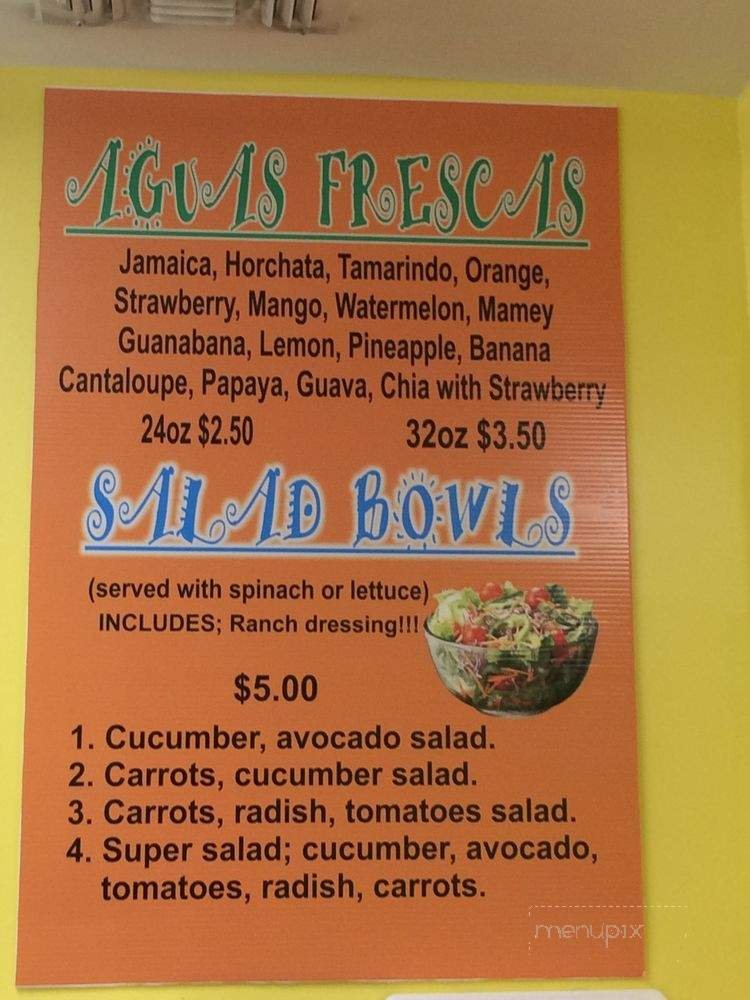 AGUAS FRESCAS
Jamaica, Horchata, Tamarindo, Orange,
Strawberry, Mango, Watermelon, Mamey
Guanabana, Lemon, Pineapple, Banana
Cantaloupe, Papaya, Guava, Chia with Strawberry
24oz $2.50 32oz $3.50
SALAD BOWLS
(served with spinach or lettuce)
INCLUDES; Ranch dressing!!!
$5.00
1. Cucumber, avocado salad.
2. Carrots, cucumber salad.
3. Carrots, radish, tomatoes salad.
4. Super salad; cucumber, avocado,
tomatoes, radish, carrots.
menupix